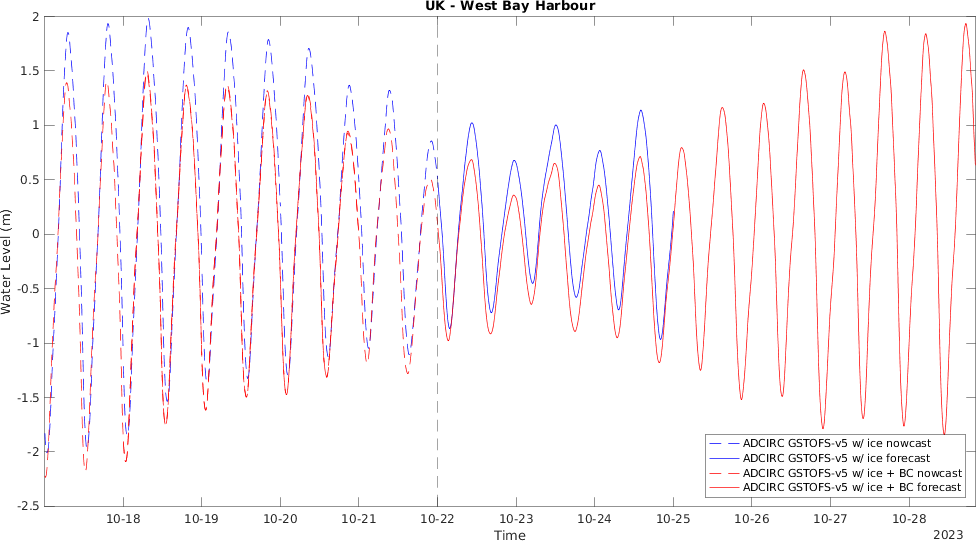 UK - West Bay Harbour
2
1.5
1
0.5
0
-0.5
-1
-1.5
-2
-2.5
Water Level (m)
10-18 10-19 10-20 10-21 10-22 10-23 10-24 10-25 10-26 10-27 10-28
Time
2023
ADCIRC GSTOFS-v5 w/ ice nowcast
ADCIRC GSTOFS-v5 w/ ice forecast
ADCIRC GSTOFS-v5 w/ ice + BC nowcast
ADCIRC GSTOFS-v5 w/ ice + BC forecast